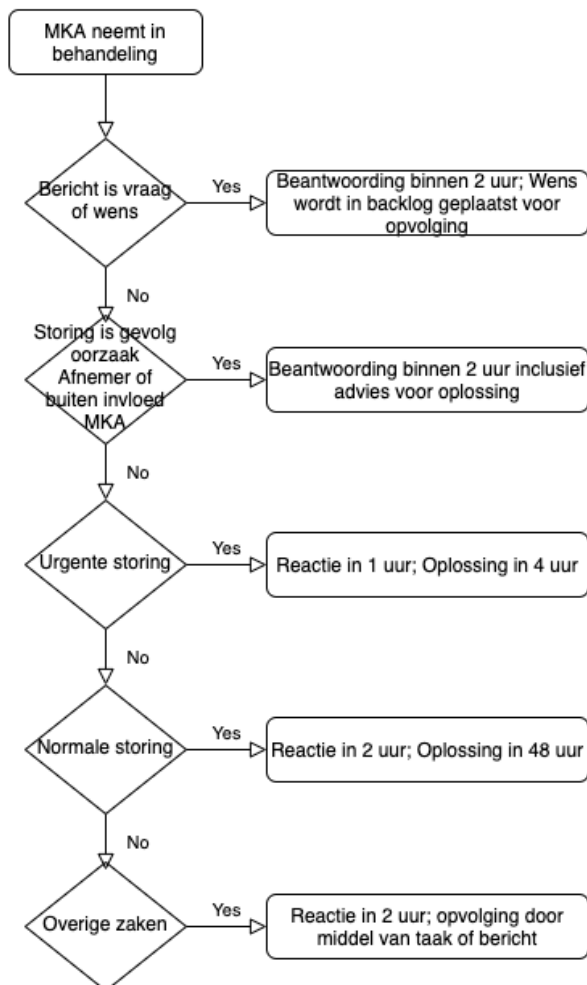 MKA neemt in
behandeling
Bericht is vraag
of wens
Yes
Beantwoording binnen 2 uur; Wens
wordt in backlog geplaatst voor
opvolging
No
Storing is gevolg
oorzaak
Afnemer of
buiten invloed
MKA
Yes
Beantwoording binnen 2 uur inclusief
advies voor oplossing
No
Urgente storing
Yes
Reactie in 1 uur; Oplossing in 4 uur
No
Normale storing
Yes
Reactie in 2 uur; Oplossing in 48 uur
No
Overige zaken
Yes
Reactie in 2 uur; opvolging door
middel van taak of bericht